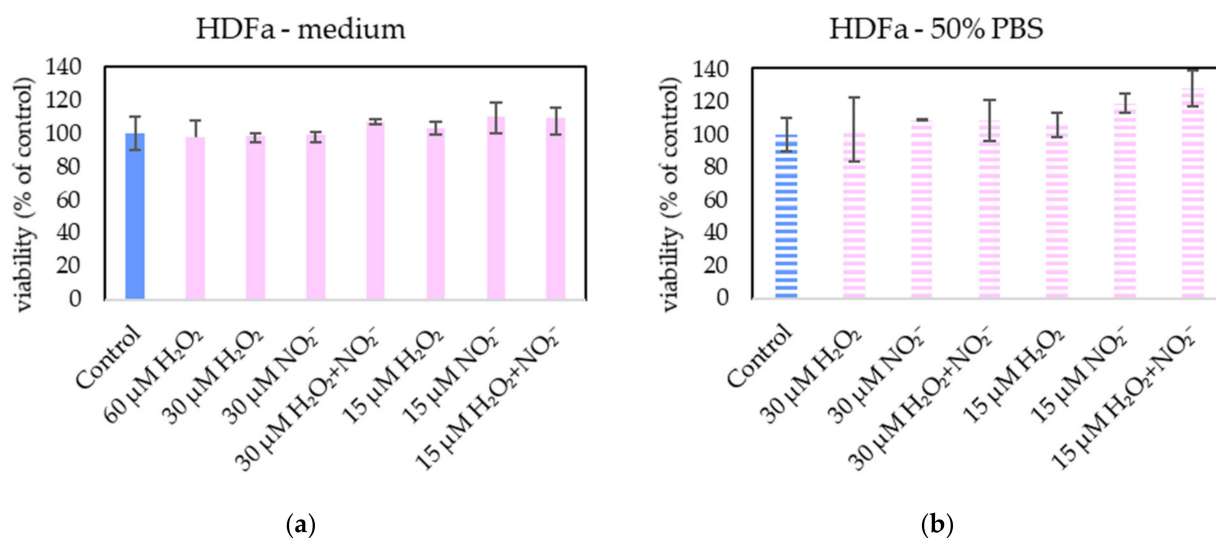 HDFa - medium
viability (% of control)
140
120
100
80
60
40
20
0
Control
60 µM H₂O₂
30 µM H₂O₂
30 µM NO₂⁻
30 µM H₂O₂+NO₂⁻
15 µM H₂O₂
15 µM NO₂⁻
15 µM H₂O₂+NO₂⁻
(a)
HDFa - 50% PBS
viability (% of control)
140
120
100
80
60
40
20
0
Control
30 µM H₂O₂
30 µM NO₂⁻
30 µM H₂O₂+NO₂⁻
15 µM H₂O₂
15 µM NO₂⁻
15 µM H₂O₂+NO₂⁻
(b)